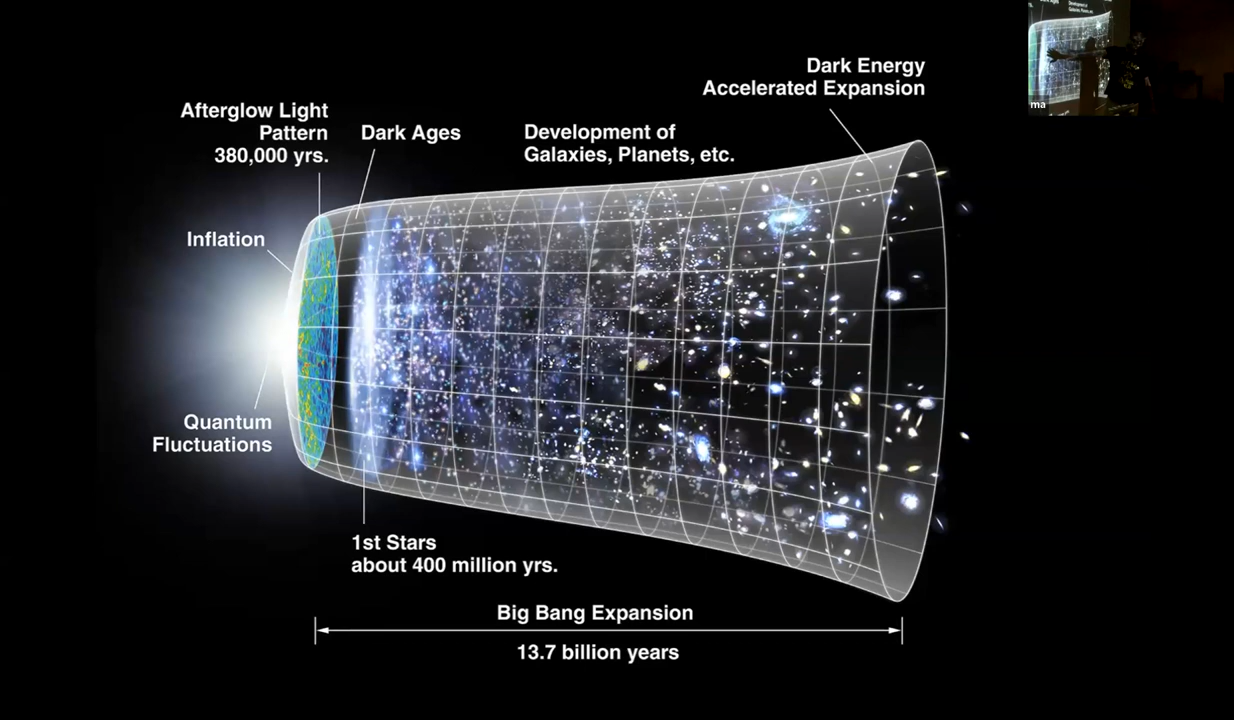 Dark Energy
Accelerated Expansion
Afterglow Light
Pattern
380,000 yrs.
Dark Ages
Development of
Galaxies, Planets, etc.
Inflation
Quantum
Fluctuations
1st Stars
about 400 million yrs.
Big Bang Expansion
13.7 billion years
ma